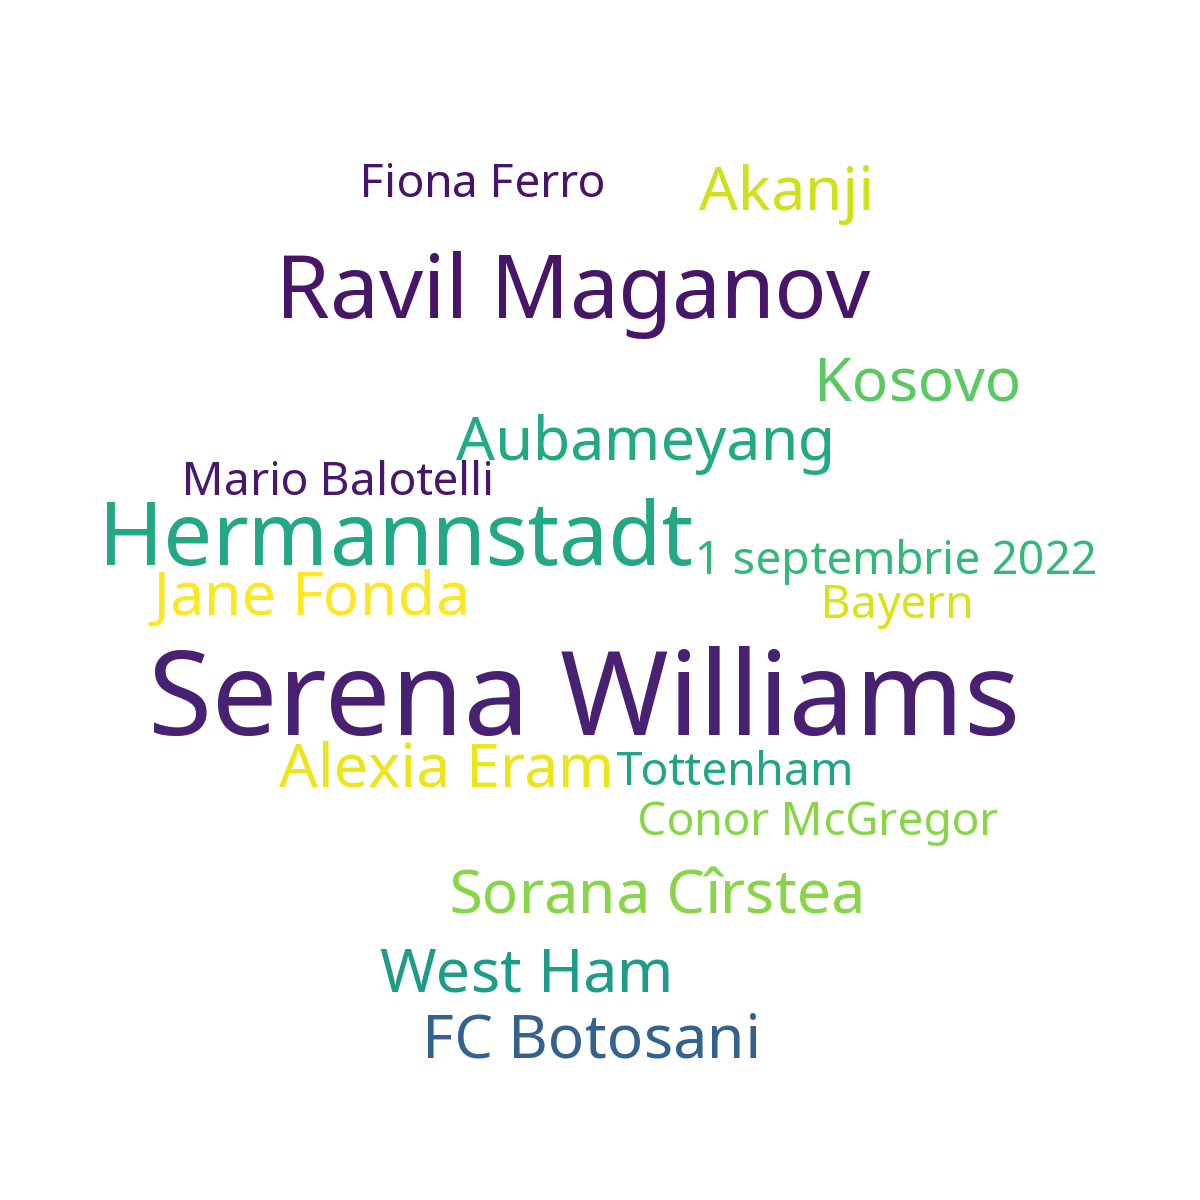 Fiona Ferro
Akanji
Ravil Maganov
Kosovo
Aubameyang
Mario Balotelli
Hermannstadt
1 septembrie 2022
Jane Fonda
Bayern
Serena Williams
Alexia Eram
Tottenham
Conor McGregor
Sorana Cîrstea
West Ham
FC Botosani